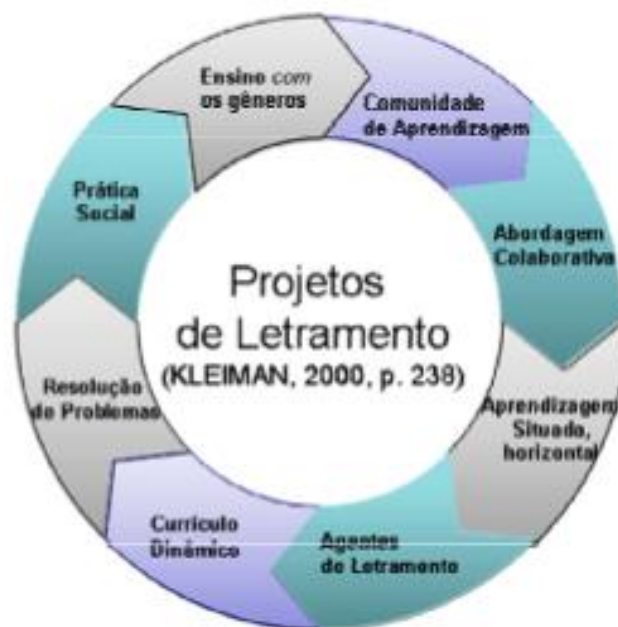 Ensino com
os gêneros
Comunidade
de Aprendizagem
Abordagem
Colaborativa
Aprendizagem
Situada,
horizontal
Agentes
de Letramento
Currículo
Dinâmico
Resolução
de Problemas
Prática
Social
Projetos
de Letramento
(KLEIMAN, 2000, p. 238)